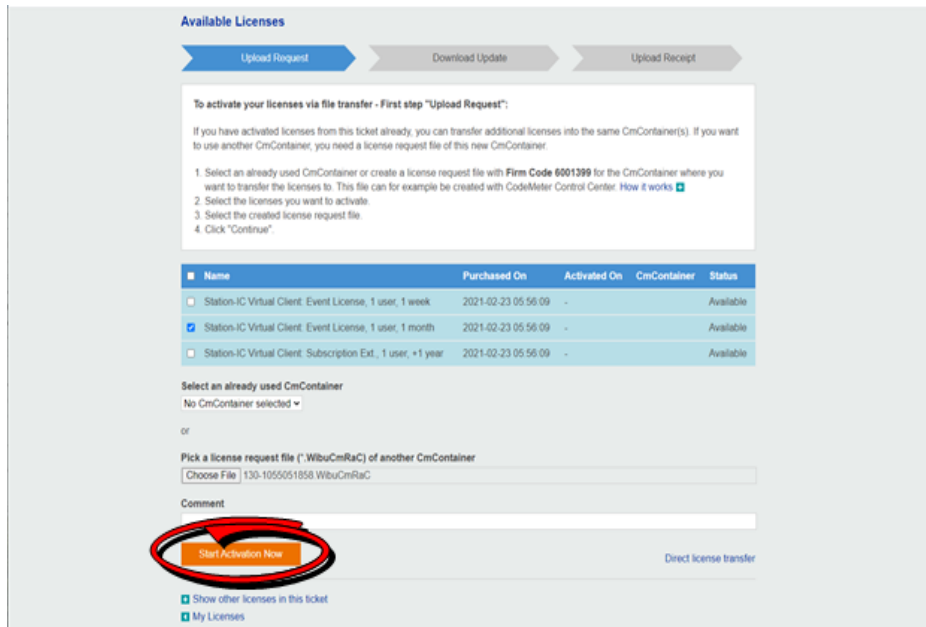 Available Licenses
Upload Request
Download Update
Upload Receipt
To activate your licenses via file transfer - First step "Upload Request":
If you have activated licenses from this ticket already, you can transfer additional licenses into the same CmContainer(s). If you want
to use another CmContainer, you need a license request file of this new CmContainer.
1. Select an already used CmContainer or create a license request file with Firm Code 6001399 for the CmContainer where you
want to transfer the licenses to. This file can for example be created with CodeMeter Control Center. How it works
2. Select the licenses you want to activate.
3. Select the created license request file.
4. Click "Continue".
Name Purchased On Activated On CmContainer Status
Station-IC Virtual Client: Event License, 1 user, 1 week 2021-02-23 05:56:09 - Available
Station-IC Virtual Client: Event License, 1 user, 1 month 2021-02-23 05:56:09 - Available
Station-IC Virtual Client: Subscription Ext., 1 user, +1 year 2021-02-23 05:56:09 - Available
Select an already used CmContainer
No CmContainer selected
or
Pick a license request file (*.WibuCmRaC) of another CmContainer
Choose File 130-1055051858.WibuCmRaC
Comment
Start Activation Now
Direct license transfer
Show other licenses in this ticket
My Licenses